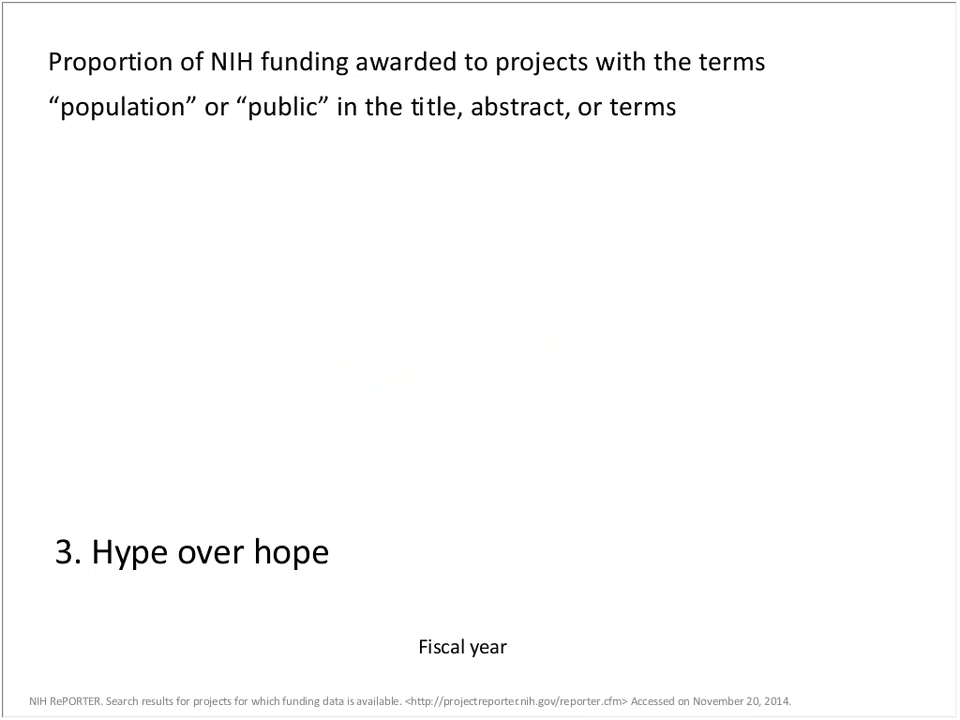 Proportion of NIH funding awarded to projects with the terms
“population” or “public” in the title, abstract, or terms
3. Hype over hope
Fiscal year
NIH RePORTER. Search results for projects for which funding data is available. <http://projectreporter.nih.gov/reporter.cfm> Accessed on November 20, 2014.